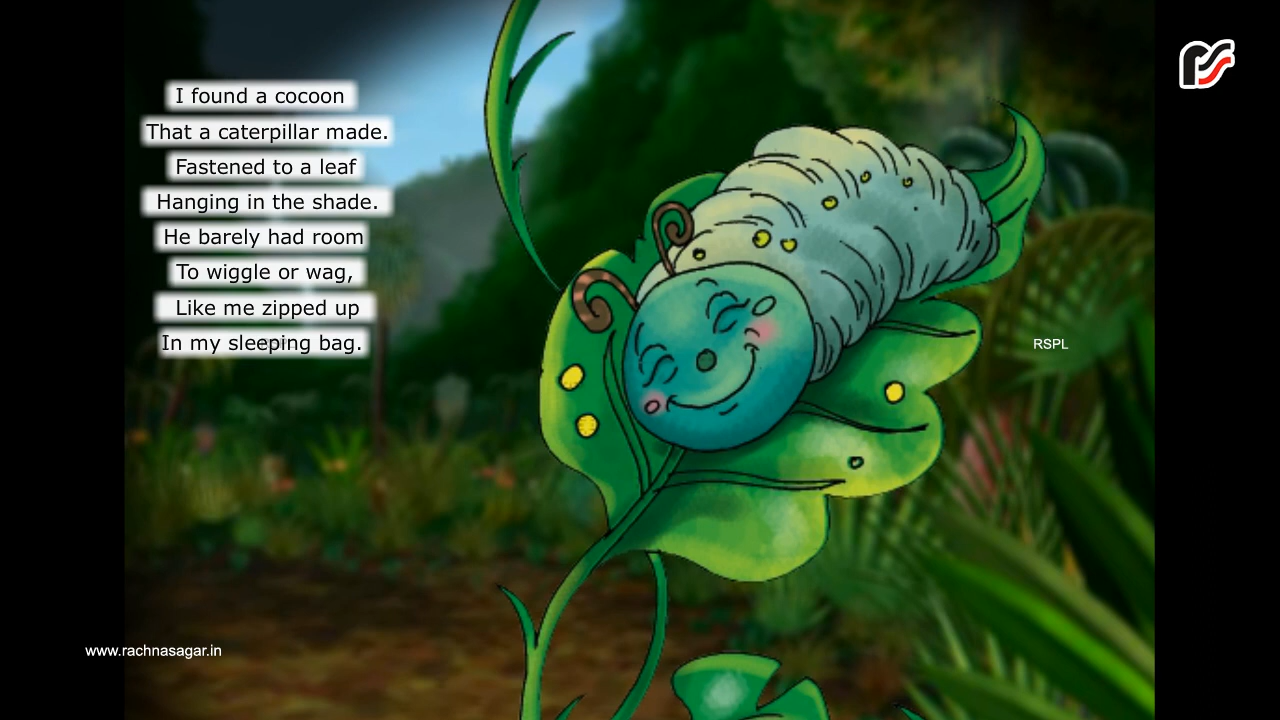 I found a cocoon
That a caterpillar made.
Fastened to a leaf
Hanging in the shade.
He barely had room
To wiggle or wag,
Like me zipped up
In my sleeping bag.
RSPL
www.rachnasagar.in